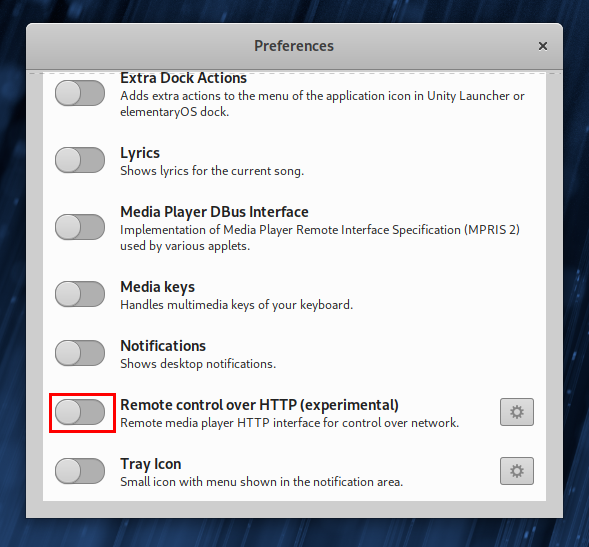 Preferences
Extra Dock Actions
Adds extra actions to the menu of the application icon in Unity Launcher or
elementaryOS dock.
Lyrics
Shows lyrics for the current song.
Media Player DBus Interface
Implementation of Media Player Remote Interface Specification (MPRIS 2)
used by various applets.
Media keys
Handles multimedia keys of your keyboard.
Notifications
Shows desktop notifications.
Remote control over HTTP (experimental)
Remote media player HTTP interface for control over network.
Tray Icon
Small icon with menu shown in the notification area.